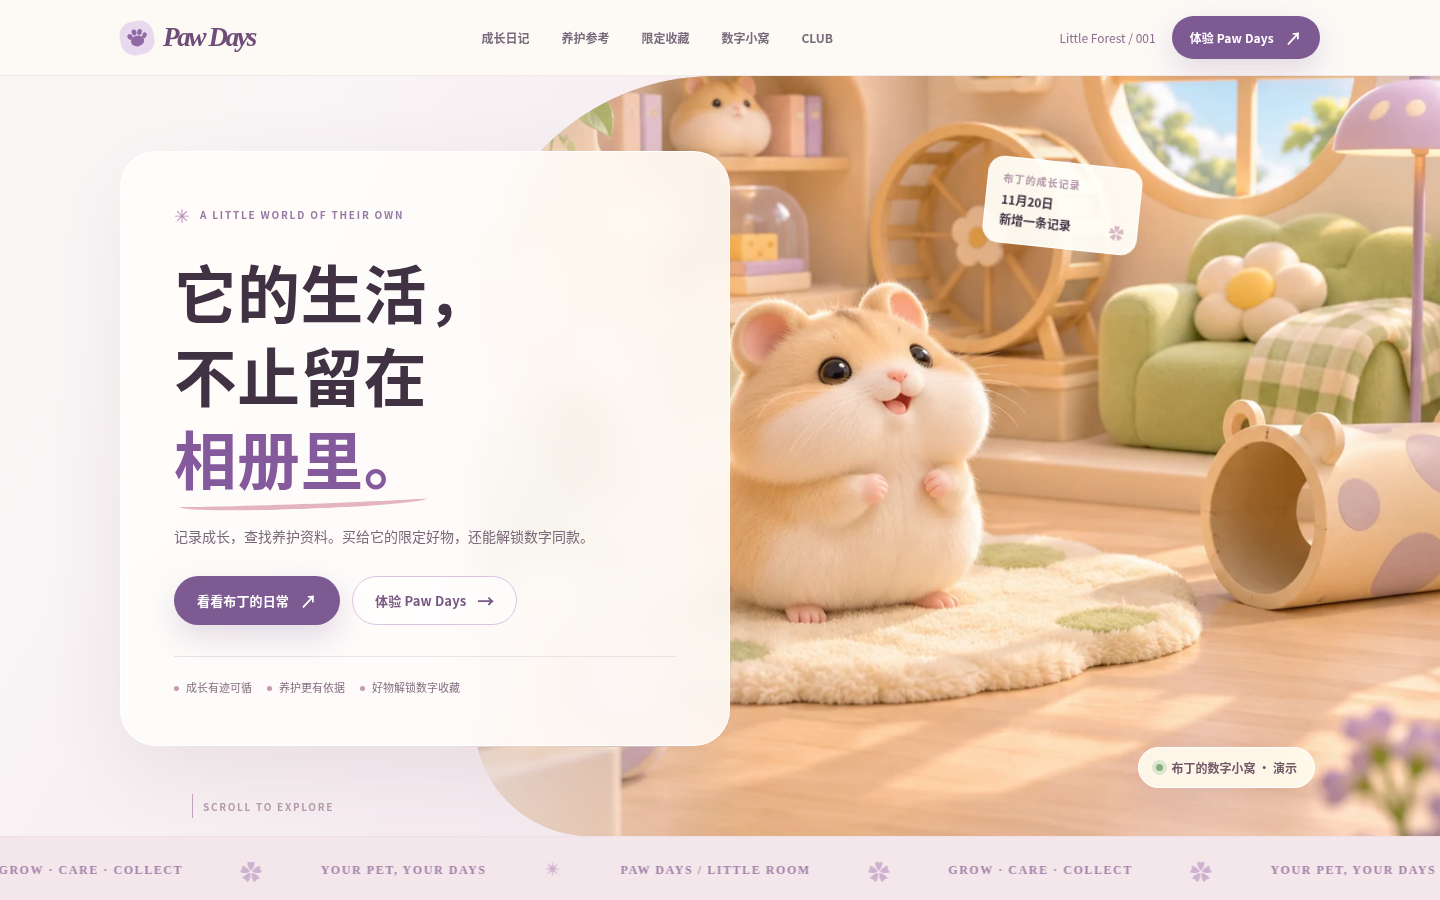 Paw Days
成长日记
养护参考
限定收藏
数字小窝
CLUB
Little Forest / 001
体验 Paw Days ↗
A LITTLE WORLD OF THEIR OWN
它的生活，
不止留在
相册里。
记录成长，查找养护资料。买给它的限定好物，还能解锁数字同款。
看看布丁的日常 ↗
体验 Paw Days →
成长有迹可循
养护更有依据
好物解锁数字收藏
布丁的成长记录
11月20日
新增一条记录
布丁的数字小窝 · 演示
SCROLL TO EXPLORE
GROW · CARE · COLLECT
YOUR PET, YOUR DAYS
PAW DAYS / LITTLE ROOM
GROW · CARE · COLLECT
YOUR PET, YOUR DAYS